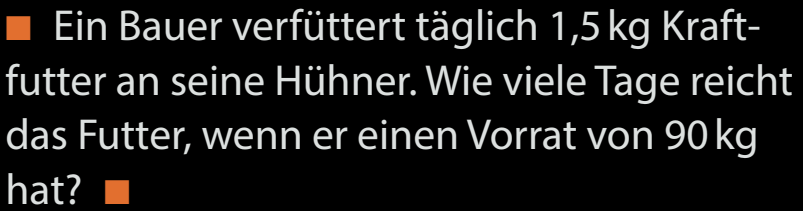 ■ Ein Bauer verfüttert täglich 1,5 kg Kraft-
futter an seine Hühner. Wie viele Tage reicht
das Futter, wenn er einen Vorrat von 90 kg
hat? ■